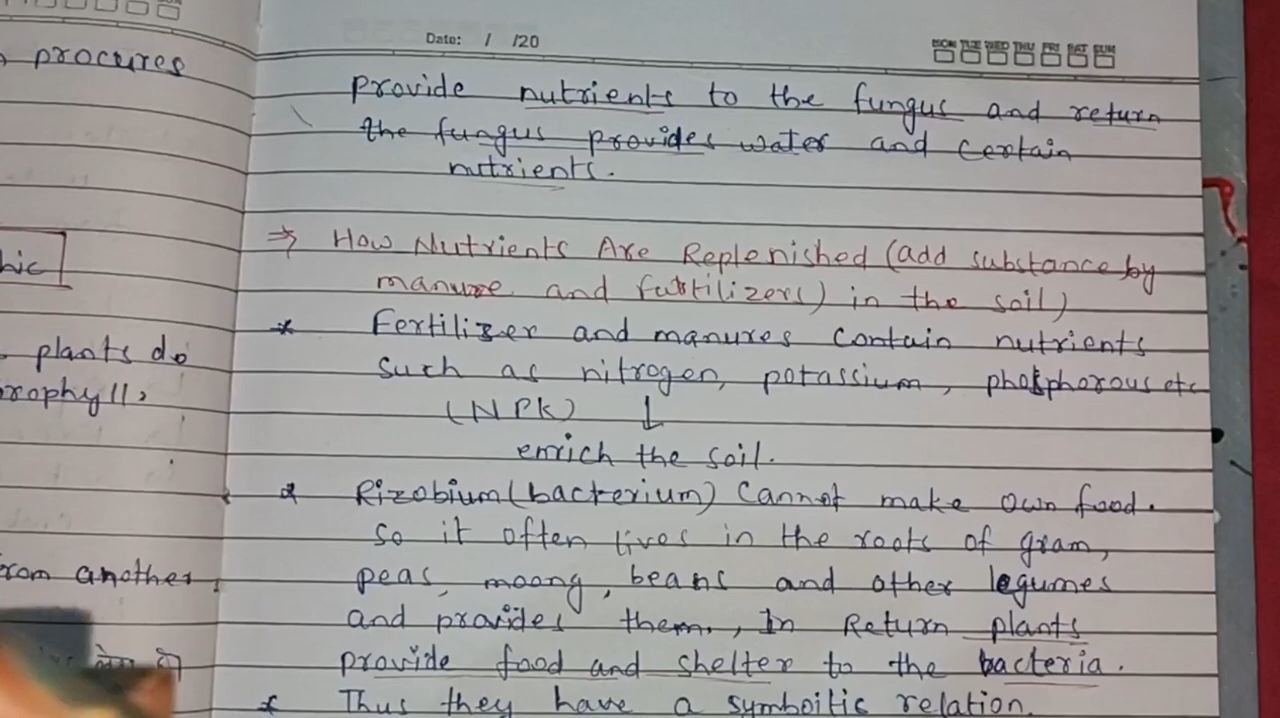 procures
hic
plants do
rophyll,
rom another,
Date: / /20
MON TUE WED THU FRI SAT SUN
provide nutrients to the fungus and return
the fungus provides water and certain
nutrients.
⇒ How Nutrients Are Replenished (add substance by
manure and fertilizers) in the soil)
* Fertilizer and manures contain nutrients
such as nitrogen, potassium, phosphorous etc
(NPK) ↓
enrich the soil.
* Rizobium (bacterium) cannot make own food.
so it often lives in the roots of gram,
peas, moong, beans and other legumes
and provides them., In Return plants
provide food and shelter to the bacteria.
* Thus they have a symboitic relation.